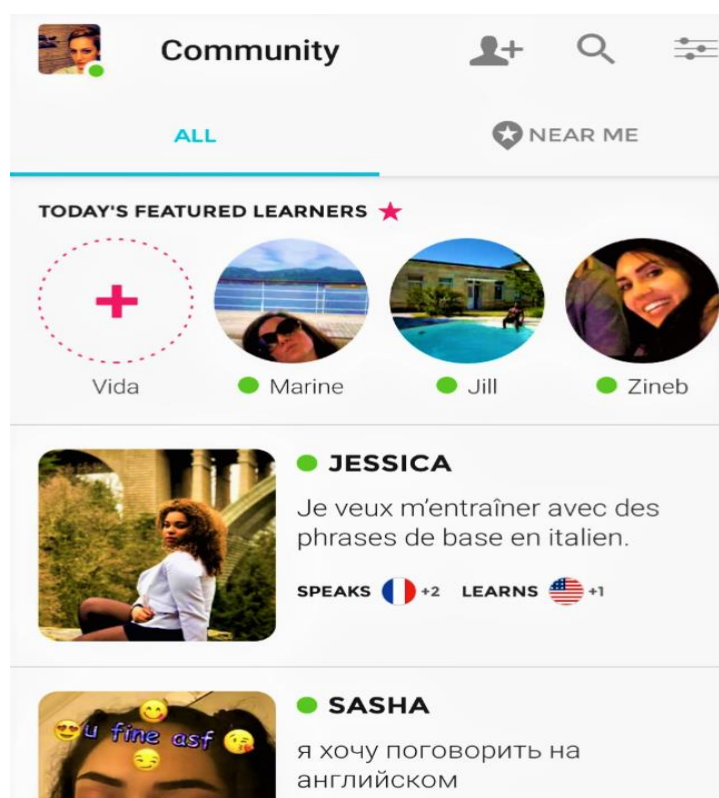 Community
ALL
NEAR ME
TODAY'S FEATURED LEARNERS
Vida
Marine
Jill
Zineb
JESSICA
Je veux m'entraîner avec des
phrases de base en italien.
SPEAKS +2 LEARNS +1
SASHA
u fine asf
я хочу поговорить на
английском